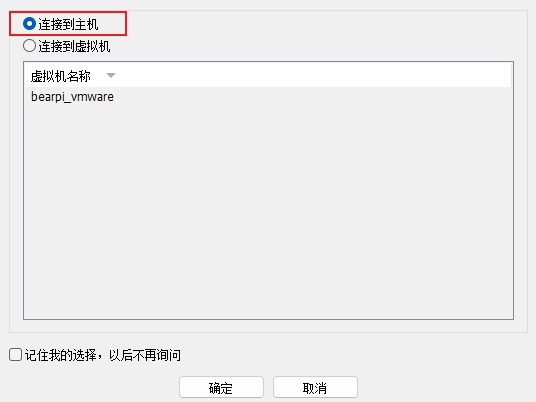 连接到主机
连接到虚拟机
虚拟机名称
bearpi_vmware
记住我的选择，以后不再询问
确定
取消